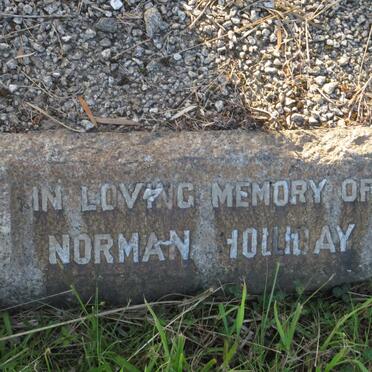 IN LOVING MEMORY OF
NORMAN HOLLIDAY